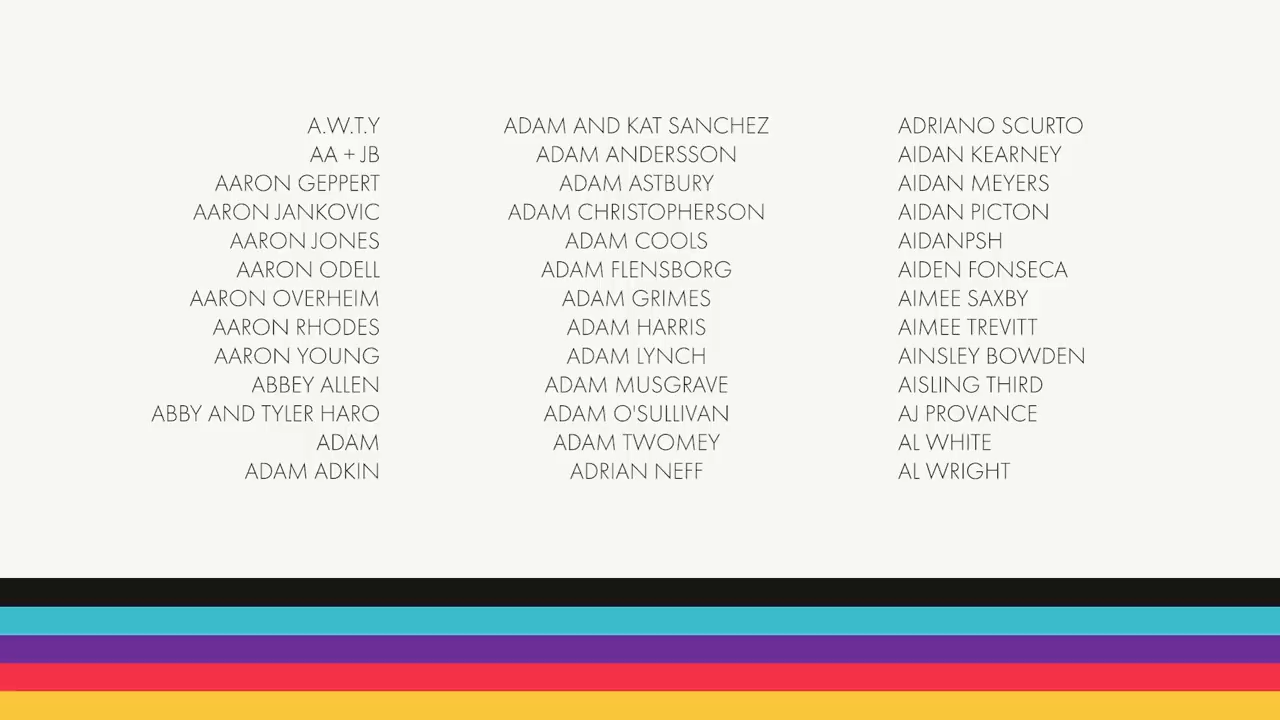 A.W.T.Y
AA + JB
AARON GEPPERT
AARON JANKOVIC
AARON JONES
AARON ODELL
AARON OVERHEIM
AARON RHODES
AARON YOUNG
ABBEY ALLEN
ABBY AND TYLER HARO
ADAM
ADAM ADKIN
ADAM AND KAT SANCHEZ
ADAM ANDERSSON
ADAM ASTBURY
ADAM CHRISTOPHERSON
ADAM COOLS
ADAM FLENSBORG
ADAM GRIMES
ADAM HARRIS
ADAM LYNCH
ADAM MUSGRAVE
ADAM O'SULLIVAN
ADAM TWOMEY
ADRIAN NEFF
ADRIANO SCURTO
AIDAN KEARNEY
AIDAN MEYERS
AIDAN PICTON
AIDANPSH
AIDEN FONSECA
AIMEE SAXBY
AIMEE TREVITT
AINSLEY BOWDEN
AISLING THIRD
AJ PROVANCE
AL WHITE
AL WRIGHT